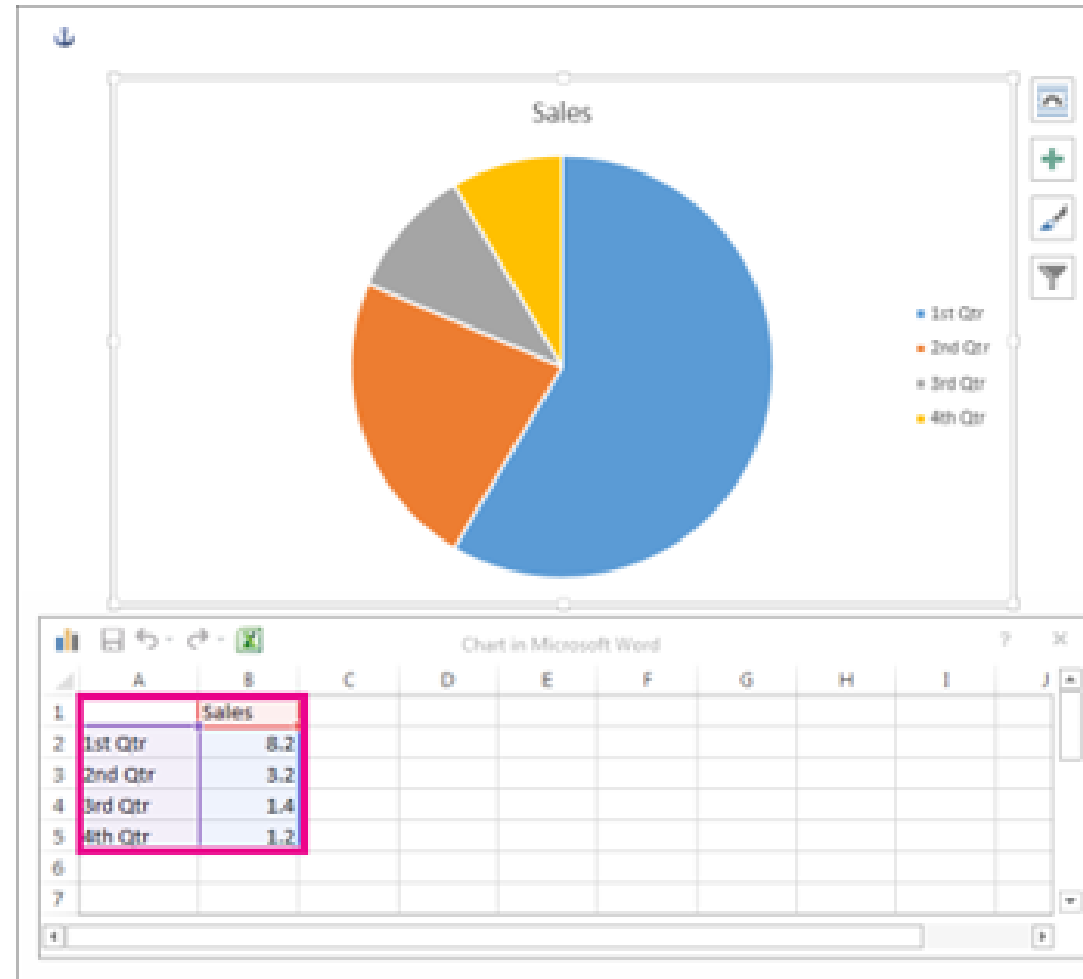 Sales
1st Qtr
2nd Qtr
3rd Qtr
4th Qtr
Chart in Microsoft Word ?
A B C D E F G H I J
1 Sales
2 1st Qtr 8.2
3 2nd Qtr 3.2
4 3rd Qtr 1.4
5 4th Qtr 1.2
6
7